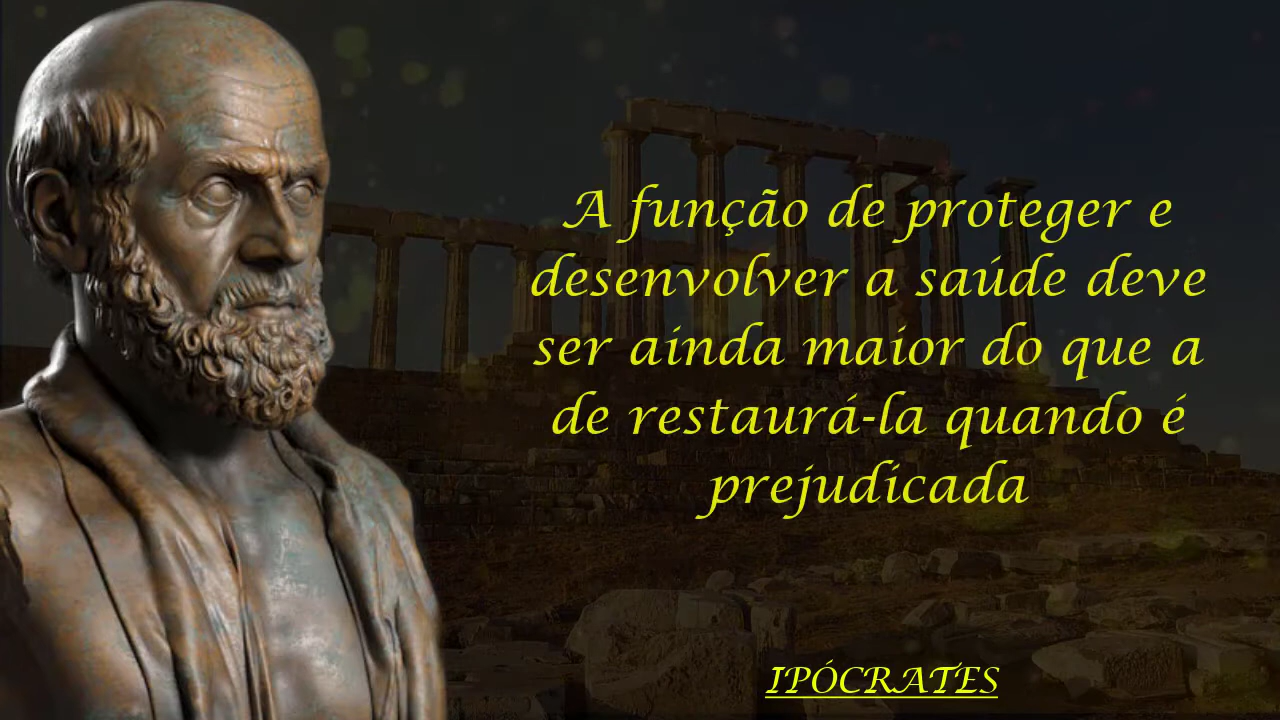 A função de proteger e
desenvolver a saúde deve
ser ainda maior do que a
de restaurá-la quando é
prejudicada
IPÓCRATES